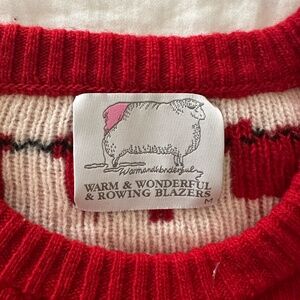 Warm and Wonderful
WARM & WONDERFUL
& ROWING BLAZERS
M